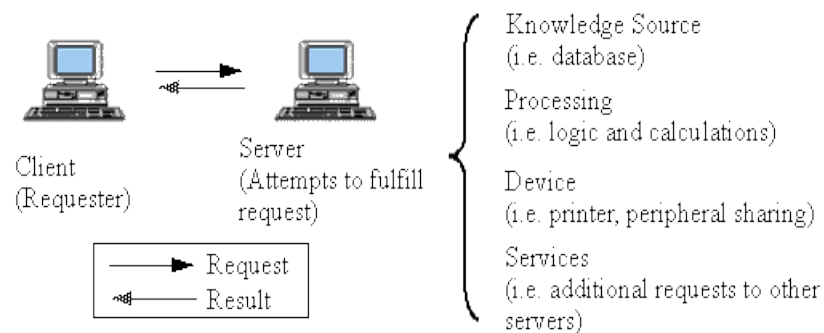 Client
(Requester)
Server
(Attempts to fulfill
request)
Request
Result
Knowledge Source
(i.e. database)
Processing
(i.e. logic and calculations)
Device
(i.e. printer, peripheral sharing)
Services
(i.e. additional requests to other
servers)